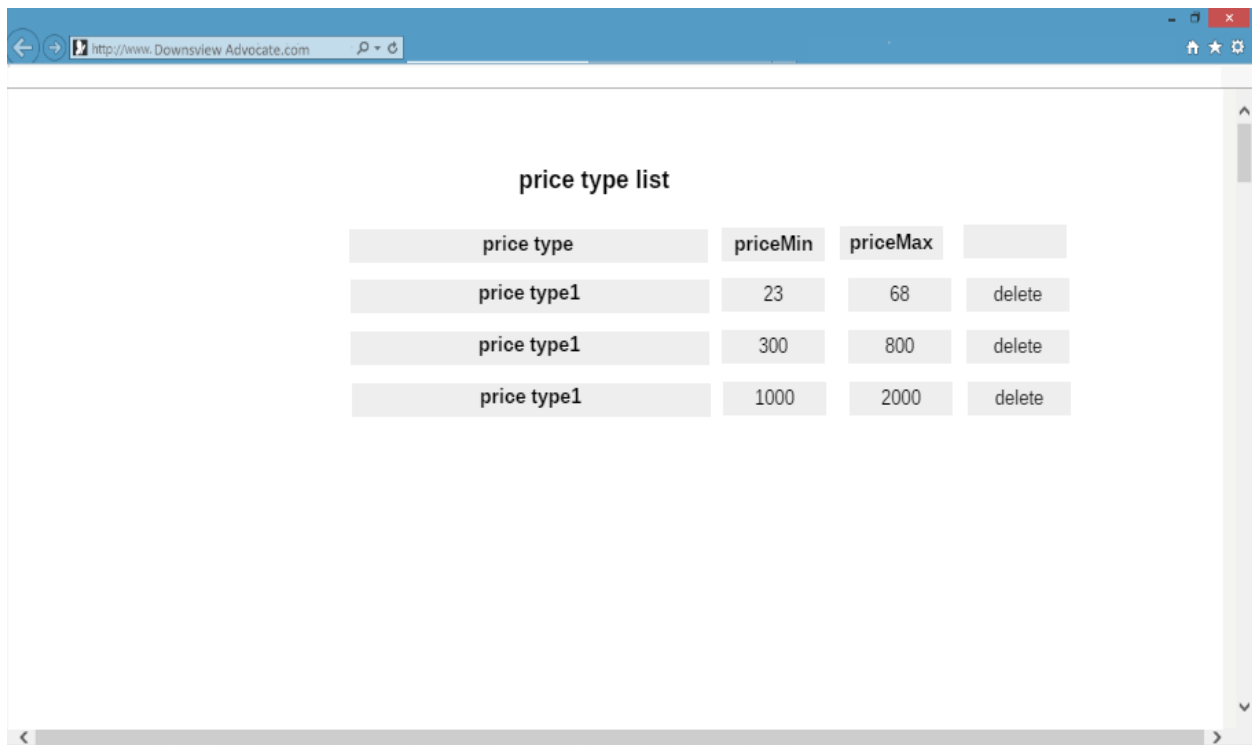 http://www. Downsview Advocate.com
price type list
price type priceMin priceMax
price type1 23 68 delete
price type1 300 800 delete
price type1 1000 2000 delete